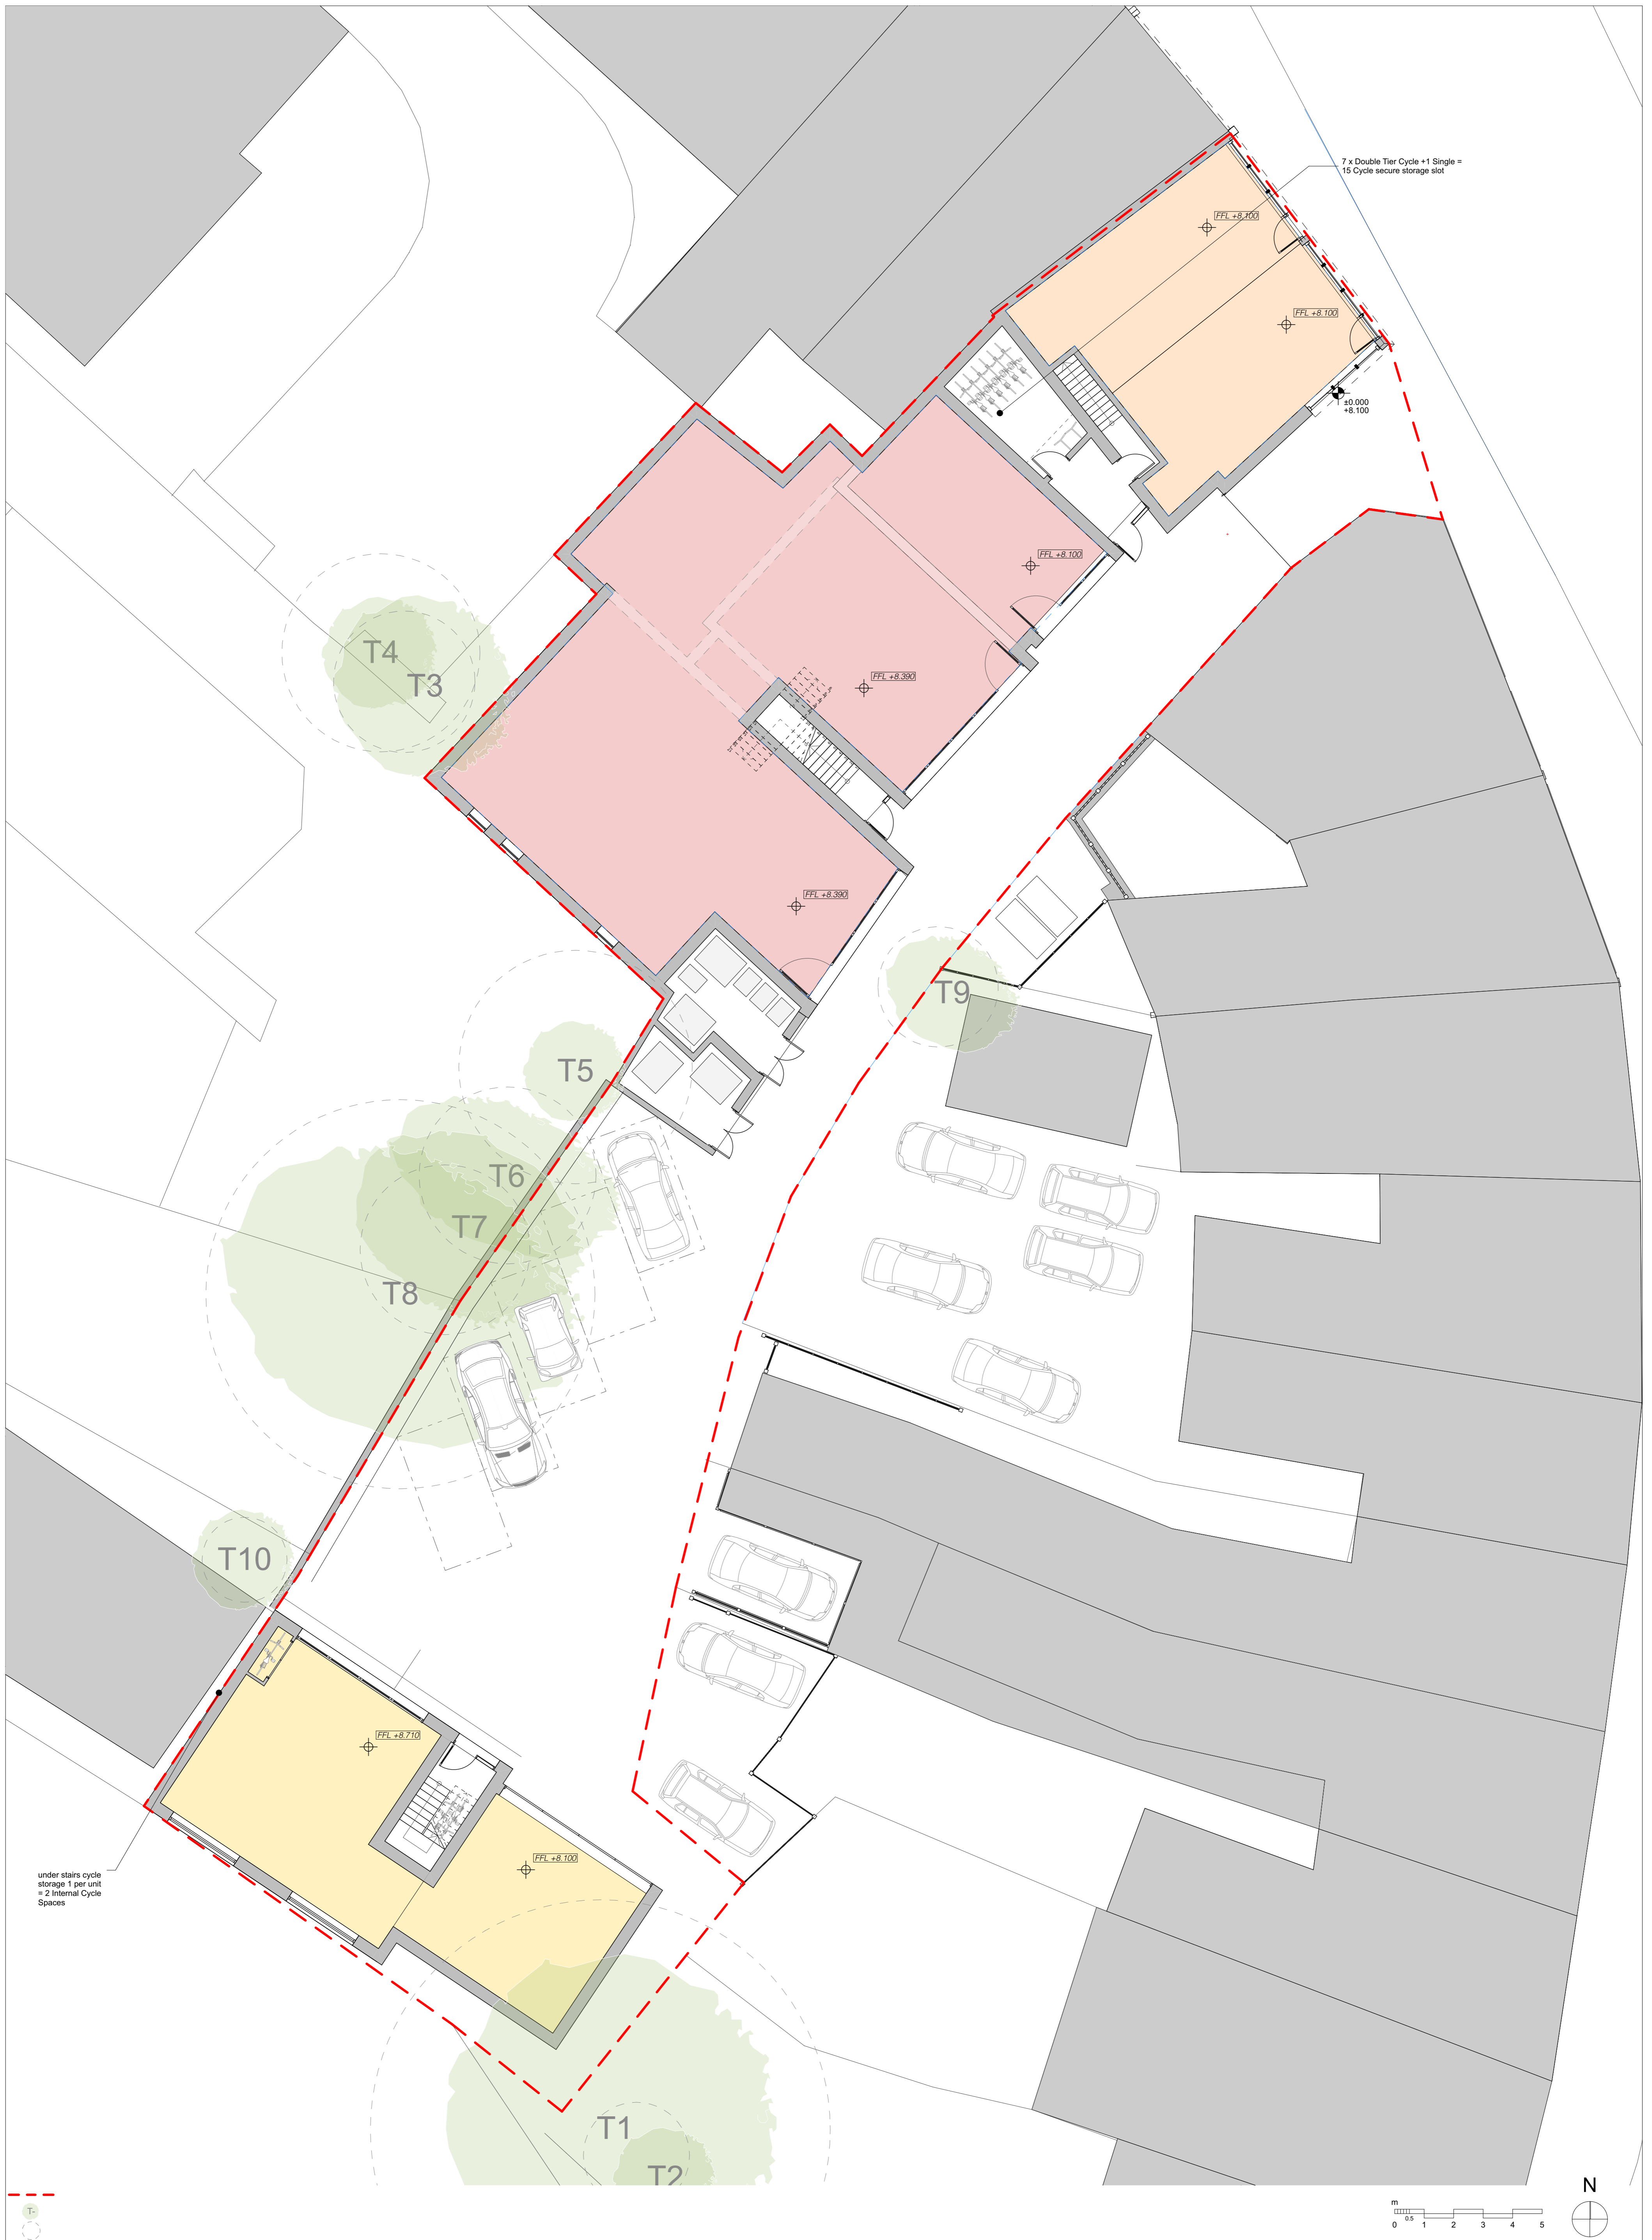 7 x Double Tier Cycle +1 Single =
15 Cycle secure storage slot
FFL +8.100
FFL +8.100
±0.000
+8.100
FFL +8.100
T4
T3
FFL +8.390
FFL +8.390
T9
T5
T6
T7
T8
T10
FFL +8.710
FFL +8.100
under stairs cycle
storage 1 per unit
= 2 Internal Cycle
Spaces
T1
T2
N
T-
m
0.5
0 1 2 3 4 5